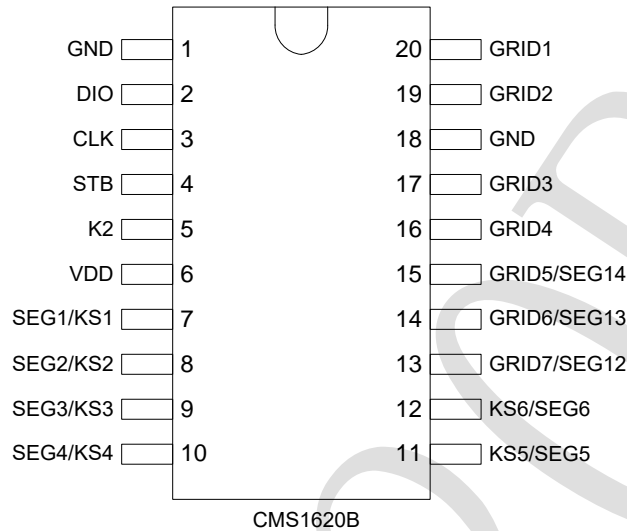 GND 1 20 GRID1
DIO 2 19 GRID2
CLK 3 18 GND
STB 4 17 GRID3
K2 5 16 GRID4
VDD 6 15 GRID5/SEG14
SEG1/KS1 7 14 GRID6/SEG13
SEG2/KS2 8 13 GRID7/SEG12
SEG3/KS3 9 12 KS6/SEG6
SEG4/KS4 10 11 KS5/SEG5
CMS1620B